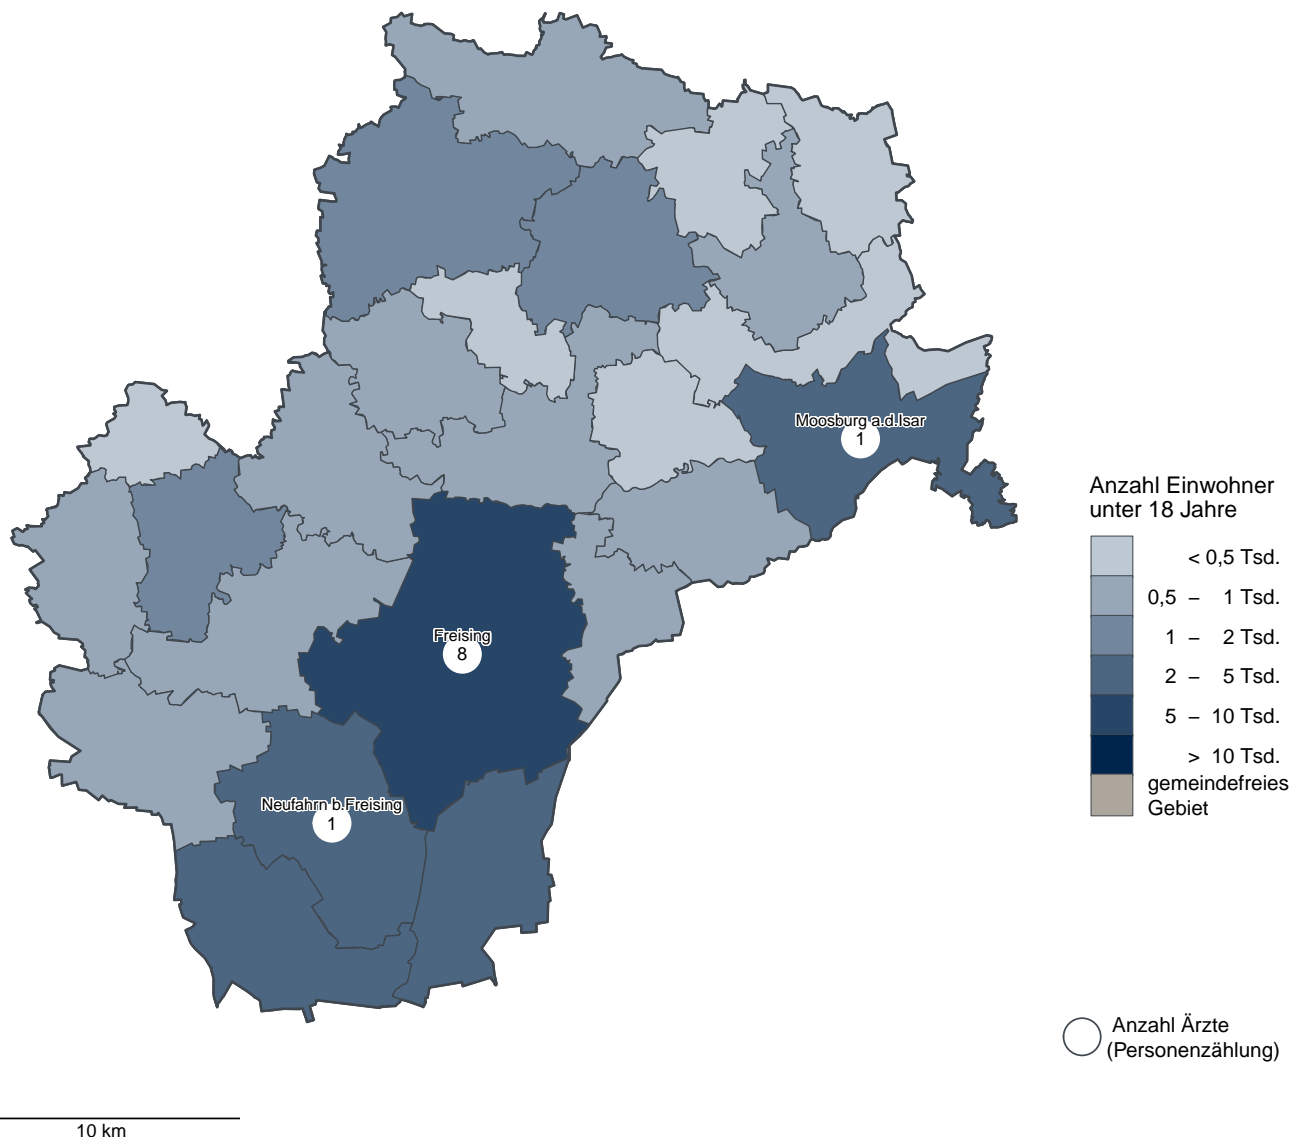 Moosburg a.d.Isar
1
Freising
8
Neufahrn b.Freising
1
Anzahl Einwohner
unter 18 Jahre
< 0,5 Tsd.
0,5 – 1 Tsd.
1 – 2 Tsd.
2 – 5 Tsd.
5 – 10 Tsd.
> 10 Tsd.
gemeindefreies
Gebiet
Anzahl Ärzte
(Personenzählung)
10 km